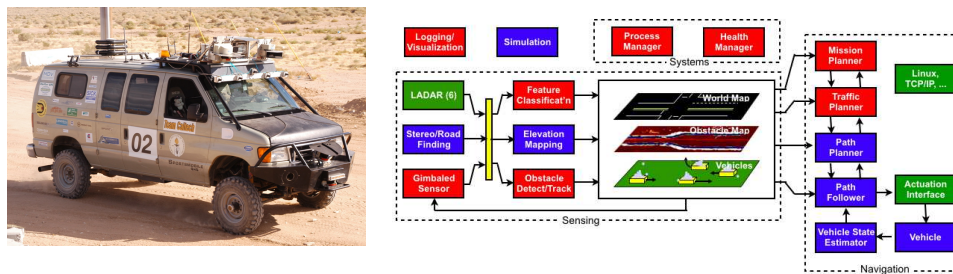 Team Caltech
02
Logging/
Visualization
Simulation
Process
Manager
Health
Manager
Systems
LADAR (6)
Stereo/Road
Finding
Gimbaled
Sensor
Feature
Classificat'n
Elevation
Mapping
Obstacle
Detect/Track
World Map
Obstacle Map
Vehicles
Sensing
Mission
Planner
Traffic
Planner
Path
Planner
Path
Follower
Vehicle State
Estimator
Linux,
TCP/IP, ...
Actuation
Interface
Vehicle
Navigation